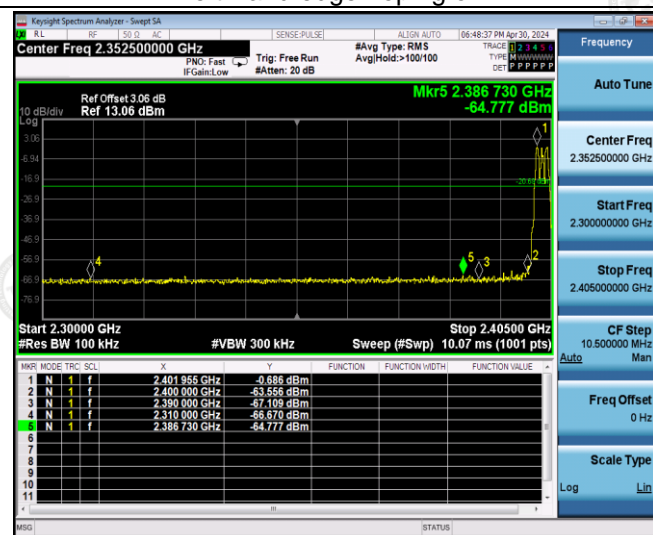 Keysight Spectrum Analyzer - Swept SA
RL RF 50 Ω AC SENSE:PULSE ALIGN AUTO 06:48:37 PM Apr 30, 2024
Center Freq 2.352500000 GHz
PNO: Fast
IFGain:Low
Trig: Free Run
#Atten: 20 dB
#Avg Type: RMS
Avg|Hold:>100/100
TRACE 1 2 3 4 5 6
TYPE M WWWWW
DET P P P P P P
Mkr5 2.386 730 GHz
-64.777 dBm
Ref Offset 3.06 dB
10 dB/div Ref 13.06 dBm
Log
3.06
-6.94
-16.9
-26.9
-36.9
-46.9
-56.9
-66.9
-76.9
1
2
3
4
5
Start 2.30000 GHz Stop 2.40500 GHz
#Res BW 100 kHz #VBW 300 kHz Sweep (#Swp) 10.07 ms (1001 pts)
MKR MODE TRC SCL X Y FUNCTION FUNCTION WIDTH FUNCTION VALUE
1 N 1 f 2.401 955 GHz -0.686 dBm
2 N 1 f 2.400 000 GHz -63.556 dBm
3 N 1 f 2.390 000 GHz -67.109 dBm
4 N 1 f 2.310 000 GHz -66.670 dBm
5 N 1 f 2.386 730 GHz -64.777 dBm
6
7
8
9
10
11
MSG STATUS
Frequency
Auto Tune
Center Freq
2.352500000 GHz
Start Freq
2.300000000 GHz
Stop Freq
2.405000000 GHz
CF Step
10.500000 MHz
Auto Man
Freq Offset
0 Hz
Scale Type
Log Lin